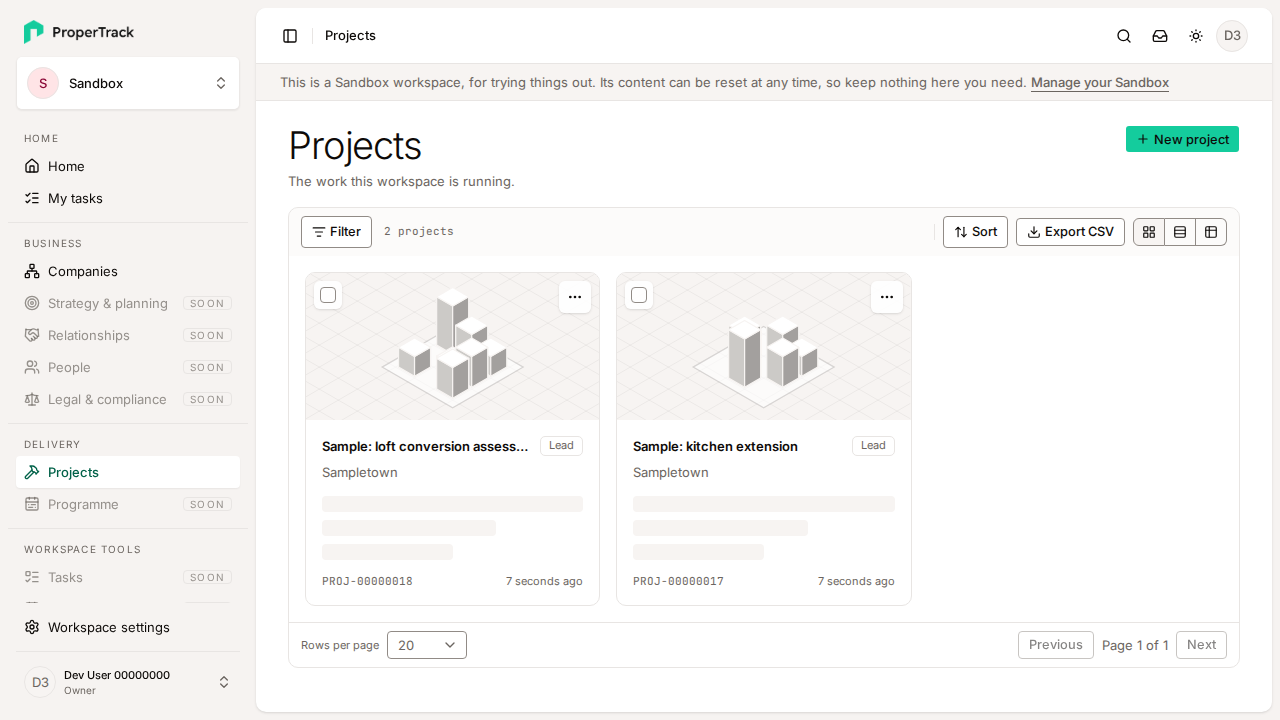 ProperTrack
Projects
D3
S
Sandbox
This is a Sandbox workspace, for trying things out. Its content can be reset at any time, so keep nothing here you need. Manage your Sandbox
HOME
Home
My tasks
BUSINESS
Companies
Strategy & planning SOON
Relationships SOON
People SOON
Legal & compliance SOON
DELIVERY
Projects
Programme SOON
WORKSPACE TOOLS
Tasks SOON
Workspace settings
D3
Dev User 00000000
Owner
Projects
New project
The work this workspace is running.
Filter
2 projects
Sort
Export CSV
Sample: loft conversion assess...
Lead
Sampletown
PROJ-00000018
7 seconds ago
Sample: kitchen extension
Lead
Sampletown
PROJ-00000017
7 seconds ago
Rows per page
20
Previous
Page 1 of 1
Next